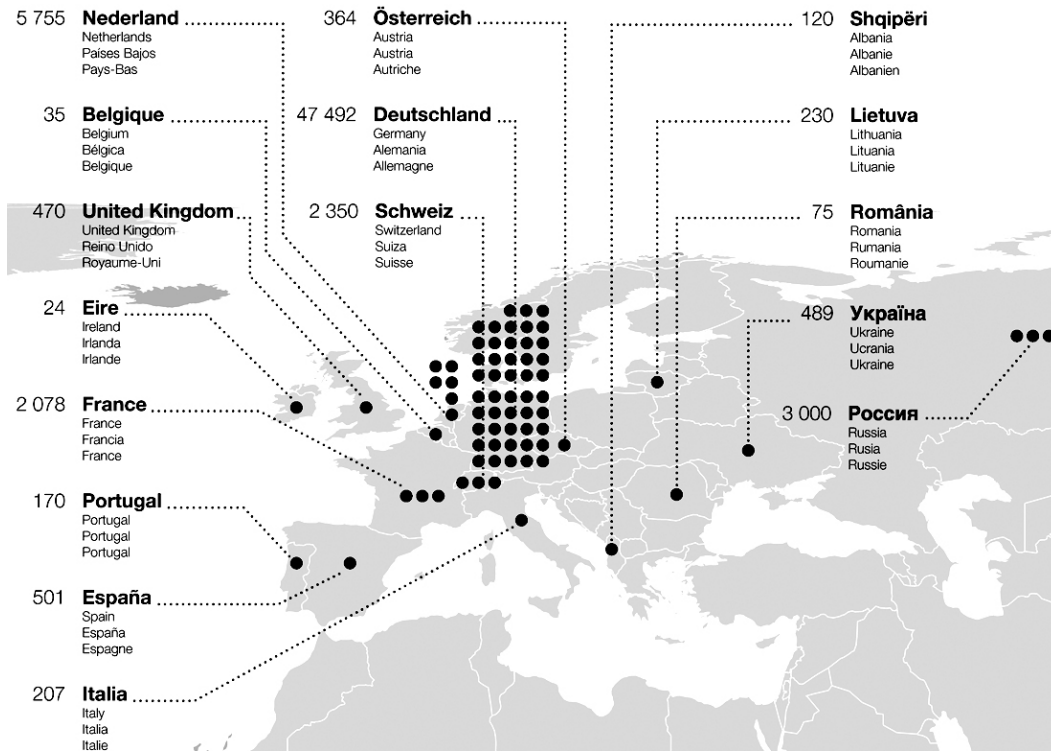 5 755 Nederland
Netherlands
Países Bajos
Pays-Bas
35 Belgique
Belgium
Bélgica
Belgique
470 United Kingdom
United Kingdom
Reino Unido
Royaume-Uni
24 Eire
Ireland
Irlanda
Irlande
2 078 France
France
Francia
France
170 Portugal
Portugal
Portugal
Portugal
501 España
Spain
España
Espagne
207 Italia
Italy
Italia
Italie
364 Österreich
Austria
Austria
Autriche
47 492 Deutschland
Germany
Alemania
Allemagne
2 350 Schweiz
Switzerland
Suiza
Suisse
120 Shqipëri
Albania
Albanie
Albanien
230 Lietuva
Lithuania
Lituania
Lituanie
75 România
Romania
Rumania
Roumanie
489 Україна
Ukraine
Ucrania
Ukraine
3 000 Россия
Russia
Rusia
Russie